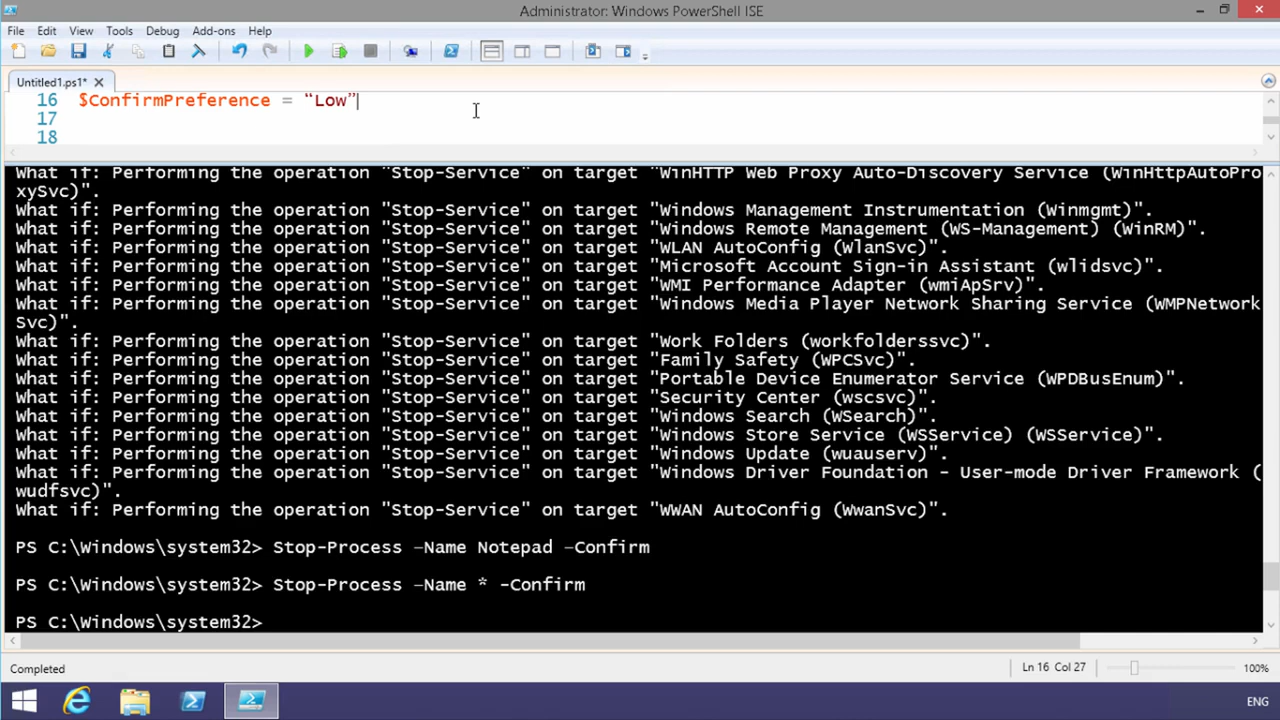 Administrator: Windows PowerShell ISE
File Edit View Tools Debug Add-ons Help
Untitled1.ps1*
16 $ConfirmPreference = “Low”
17
18
What if: Performing the operation "Stop-Service" on target "WinHTTP Web Proxy Auto-Discovery Service (WinHttpAutoPro
xySvc)".
What if: Performing the operation "Stop-Service" on target "Windows Management Instrumentation (Winmgmt)".
What if: Performing the operation "Stop-Service" on target "Windows Remote Management (WS-Management) (WinRM)".
What if: Performing the operation "Stop-Service" on target "WLAN AutoConfig (WlanSvc)".
What if: Performing the operation "Stop-Service" on target "Microsoft Account Sign-in Assistant (wlidsvc)".
What if: Performing the operation "Stop-Service" on target "WMI Performance Adapter (wmiApSrv)".
What if: Performing the operation "Stop-Service" on target "Windows Media Player Network Sharing Service (WMPNetwork
Svc)".
What if: Performing the operation "Stop-Service" on target "Work Folders (workfolderssvc)".
What if: Performing the operation "Stop-Service" on target "Family Safety (WPCSvc)".
What if: Performing the operation "Stop-Service" on target "Portable Device Enumerator Service (WPDBusEnum)".
What if: Performing the operation "Stop-Service" on target "Security Center (wscsvc)".
What if: Performing the operation "Stop-Service" on target "Windows Search (WSearch)".
What if: Performing the operation "Stop-Service" on target "Windows Store Service (WSService) (WSService)".
What if: Performing the operation "Stop-Service" on target "Windows Update (wuauserv)".
What if: Performing the operation "Stop-Service" on target "Windows Driver Foundation - User-mode Driver Framework (
wudfsvc)".
What if: Performing the operation "Stop-Service" on target "WWAN AutoConfig (WwanSvc)".
PS C:\Windows\system32> Stop-Process –Name Notepad –Confirm
PS C:\Windows\system32> Stop-Process –Name * -Confirm
PS C:\Windows\system32>
Completed
Ln 16 Col 27
100%
ENG